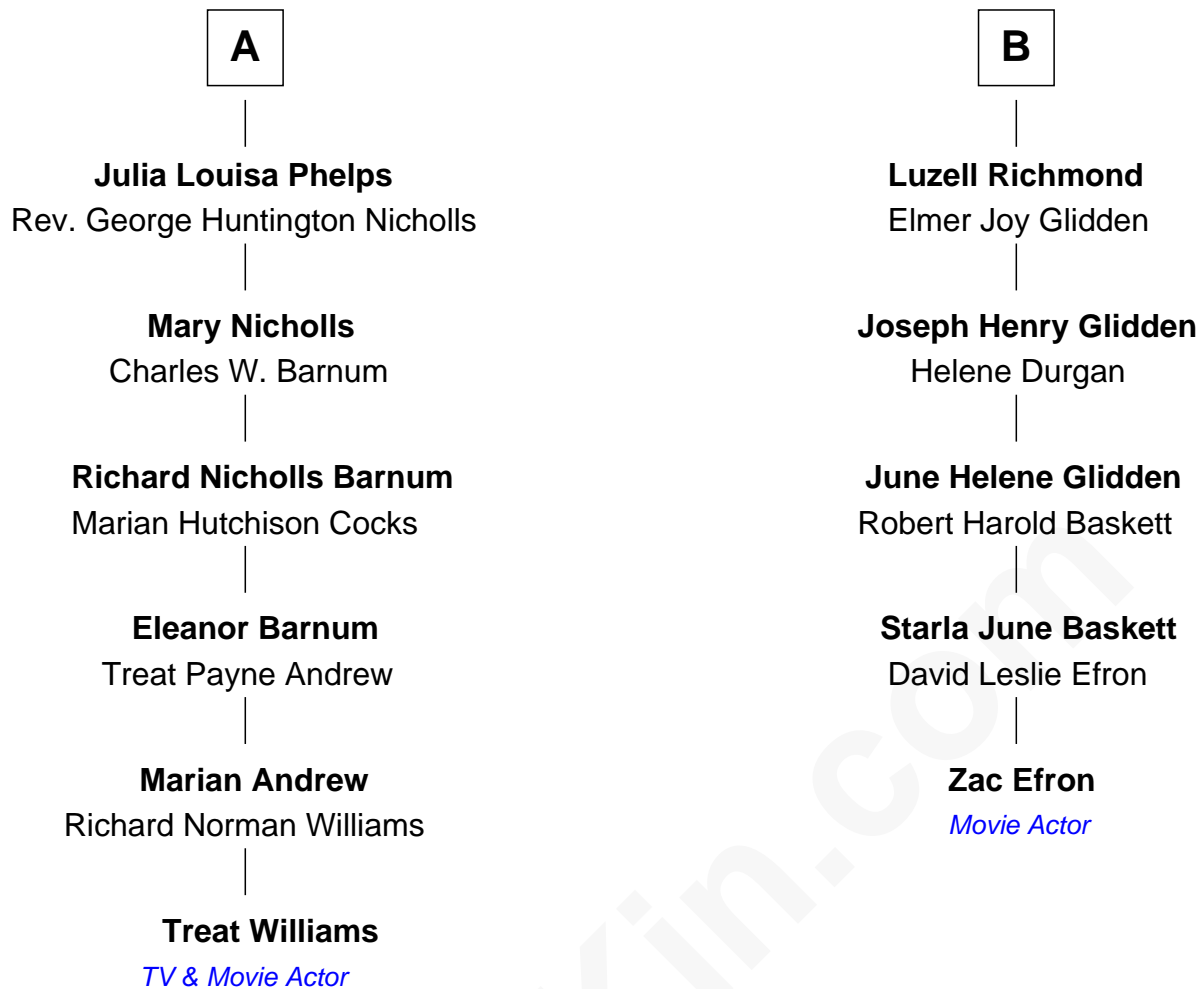 A
Julia Louisa Phelps
Rev. George Huntington Nicholls
Mary Nicholls
Charles W. Barnum
Richard Nicholls Barnum
Marian Hutchison Cocks
Eleanor Barnum
Treat Payne Andrew
Marian Andrew
Richard Norman Williams
Treat Williams
TV & Movie Actor
B
Luzell Richmond
Elmer Joy Glidden
Joseph Henry Glidden
Helene Durgan
June Helene Glidden
Robert Harold Baskett
Starla June Baskett
David Leslie Efron
Zac Efron
Movie Actor
Kin.com